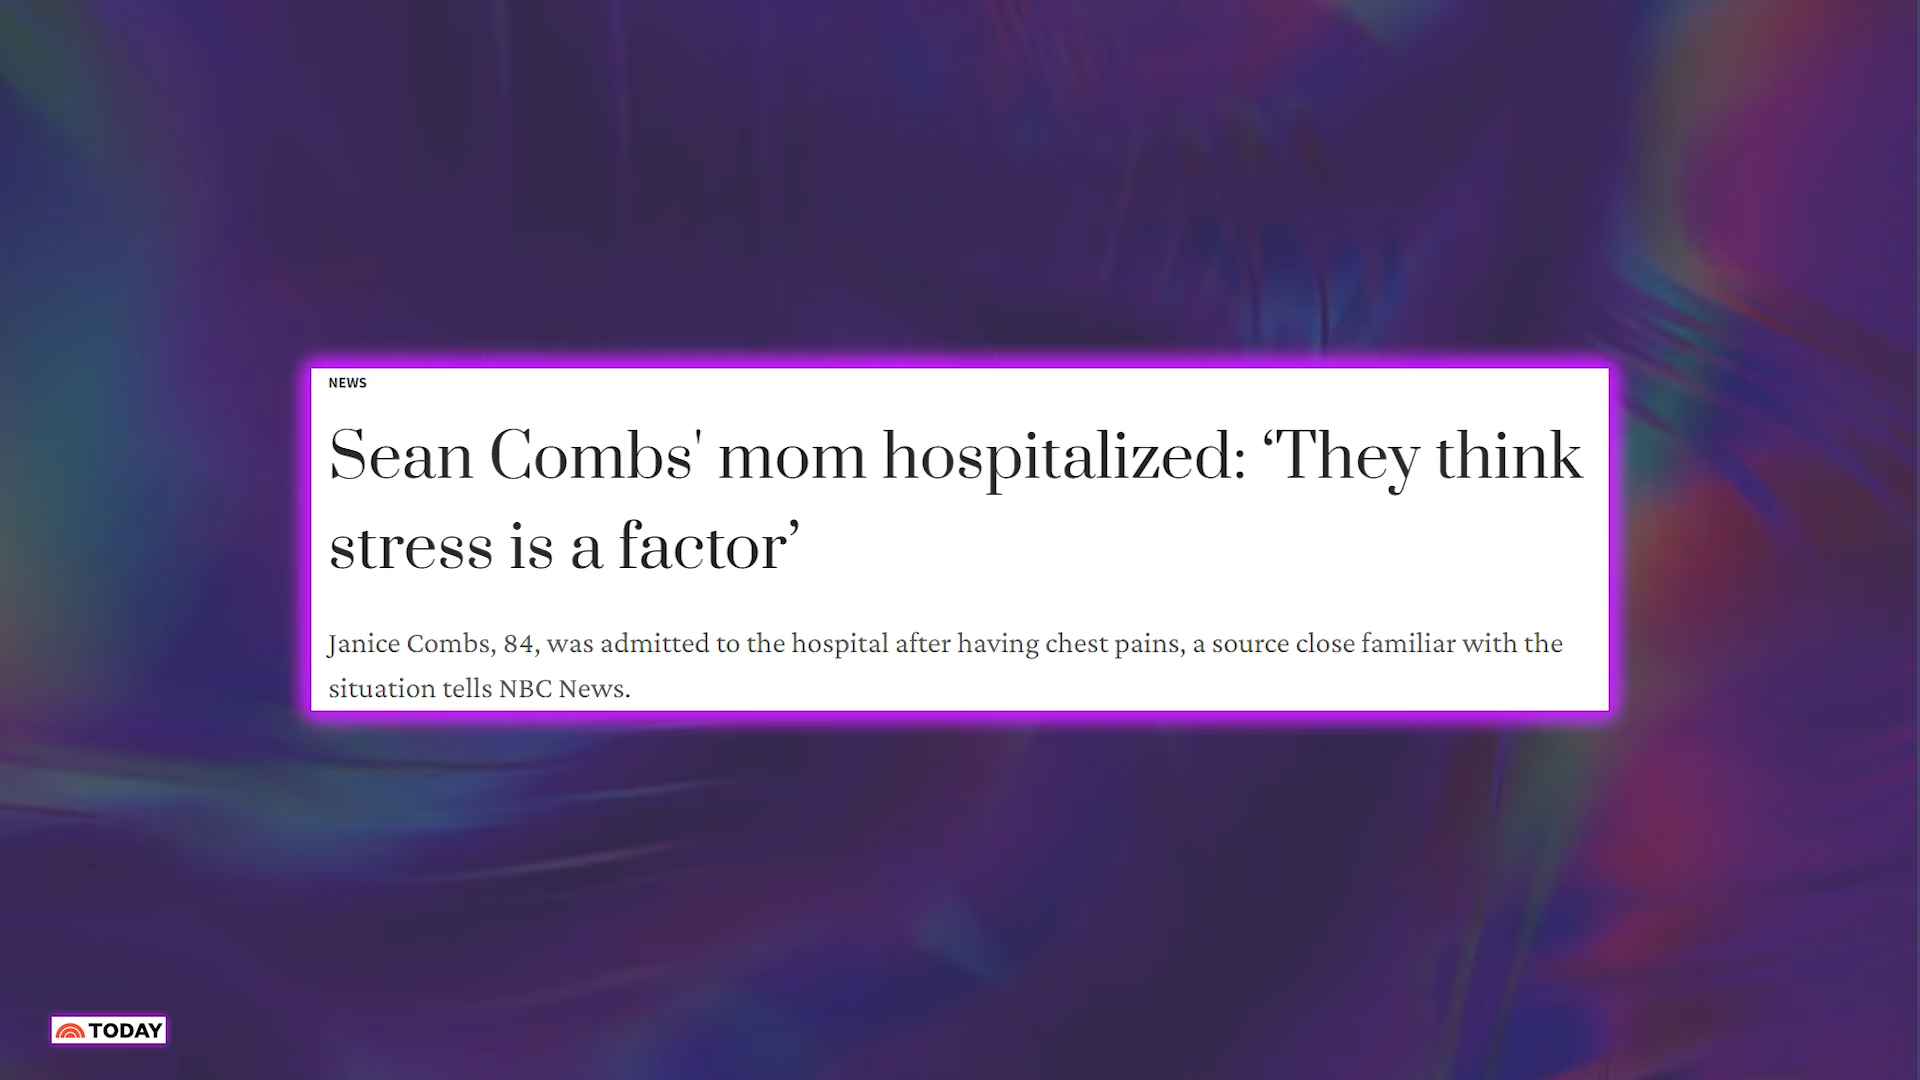 NEWS
Sean Combs' mom hospitalized: ‘They think
stress is a factor’
Janice Combs, 84, was admitted to the hospital after having chest pains, a source close familiar with the
situation tells NBC News.
TODAY